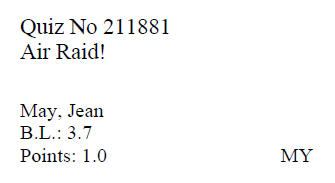 Quiz No 211881
Air Raid!
May, Jean
B.L.: 3.7
Points: 1.0 MY